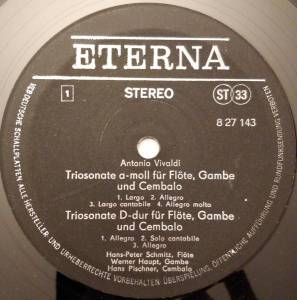 ETERNA
1
STEREO
ST 33
8 27 143
Antonio Vivaldi
Triosonate a-moll für Flöte, Gambe
und Cembalo
1. Largo 2. Allegro
3. Largo cantabile 4. Allegro molto
Triosonate D-dur für Flöte, Gambe
und Cembalo
1. Allegro 2. Solo cantabile
3. Allegro
Hans-Peter Schmitz, Flöte
Werner Haupt, Gambe
Hans Pischner, Cembalo
VEB DEUTSCHE SCHALLPLATTEN ALLE HERSTELLER UND URHEBERRECHTE VORBEHALTEN ÜBERSPIELUNG ÖFFENTLICHE AUFFÜHRUNG UND RUNDFUNKSENDUNG VERBOTEN